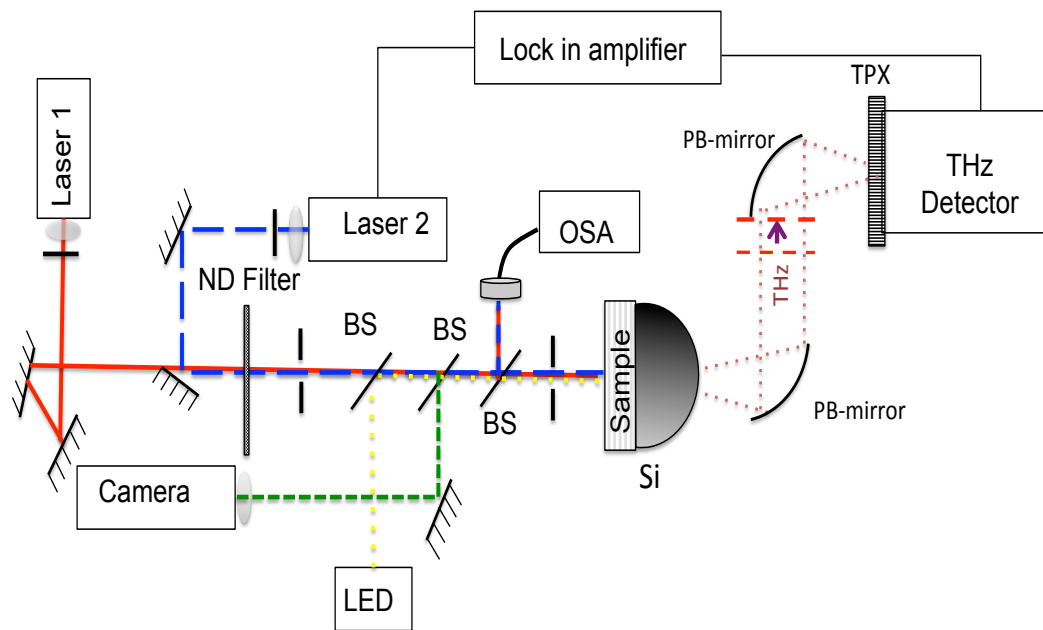 Lock in amplifier
TPX
Laser 1
PB-mirror
THz
Detector
Laser 2
OSA
ND Filter
THz
BS
BS
BS
Sample
PB-mirror
Si
Camera
LED